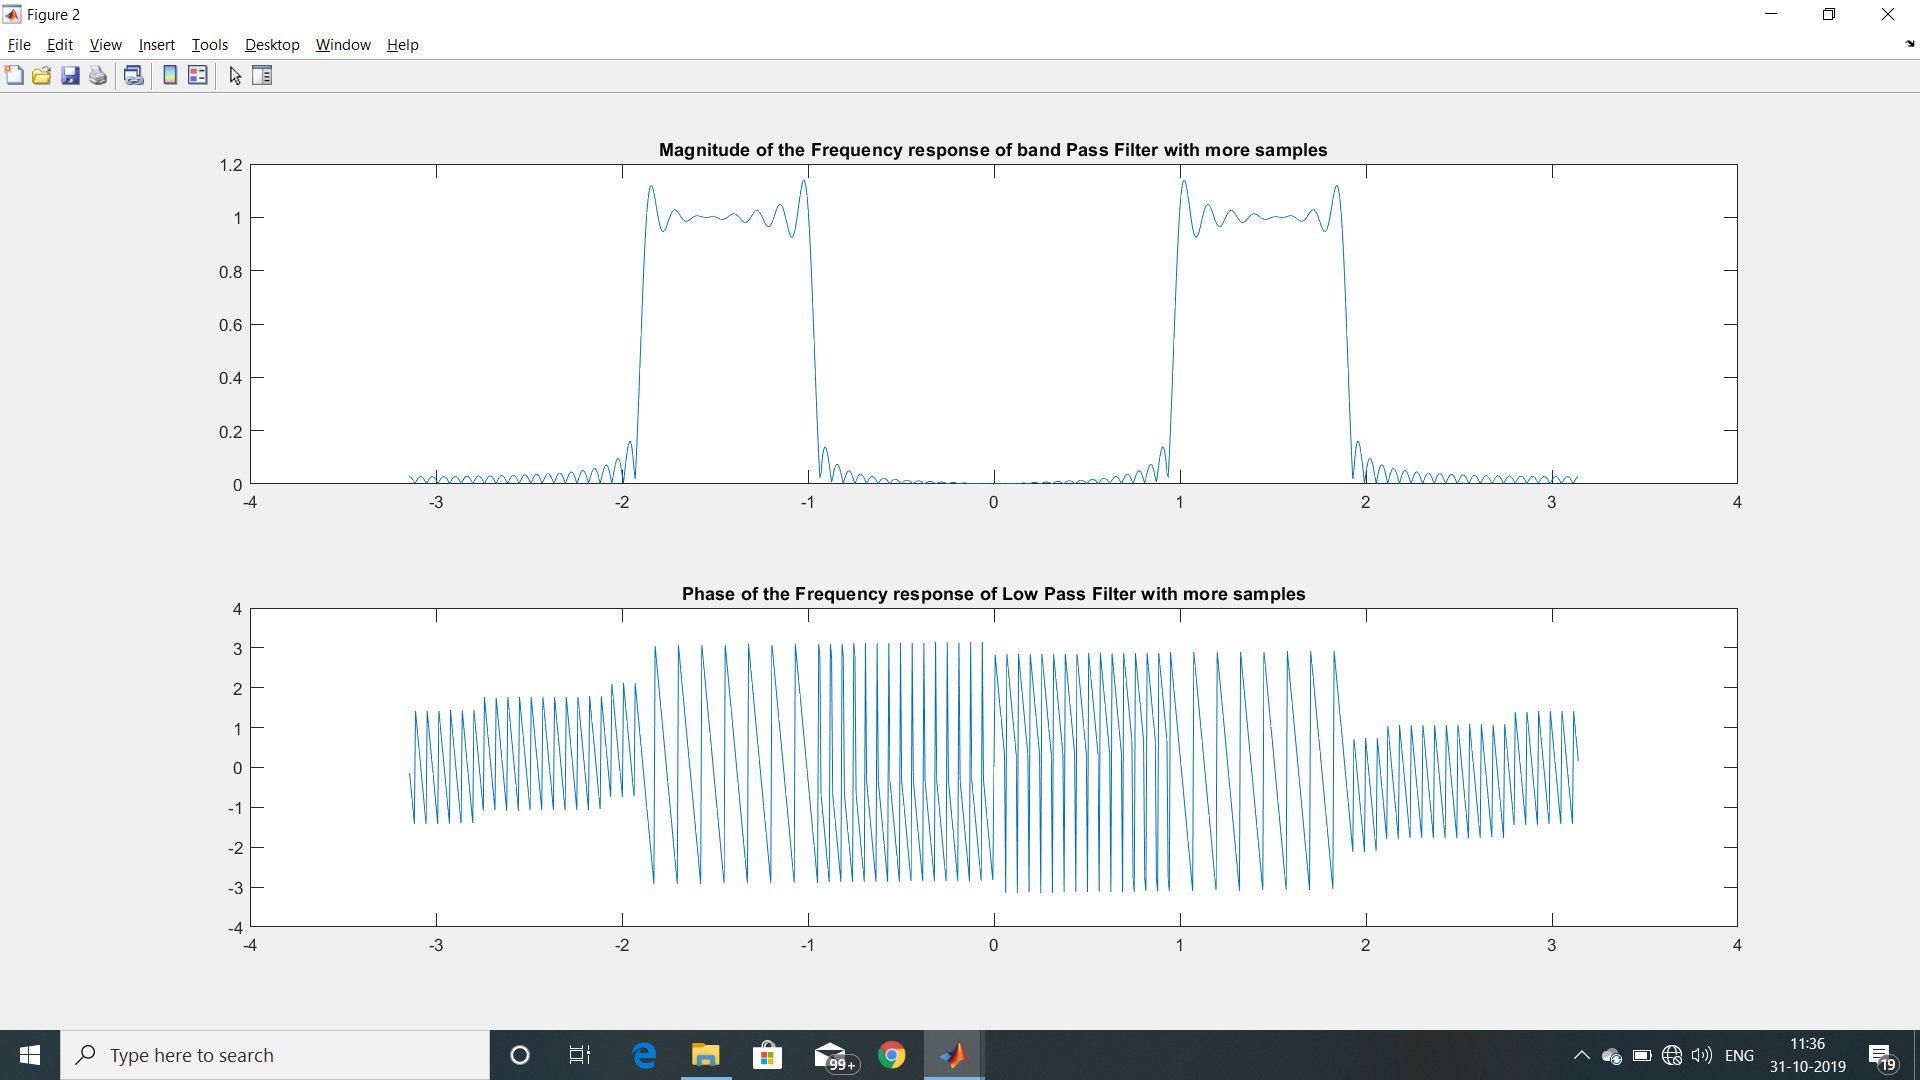 Figure 2
File Edit View Insert Tools Desktop Window Help
Magnitude of the Frequency response of band Pass Filter with more samples
1.2
1
0.8
0.6
0.4
0.2
0
-4 -3 -2 -1 0 1 2 3 4
Phase of the Frequency response of Low Pass Filter with more samples
4
3
2
1
0
-1
-2
-3
-4
-4 -3 -2 -1 0 1 2 3 4
Type here to search
99+
ENG
11:36
31-10-2019
19